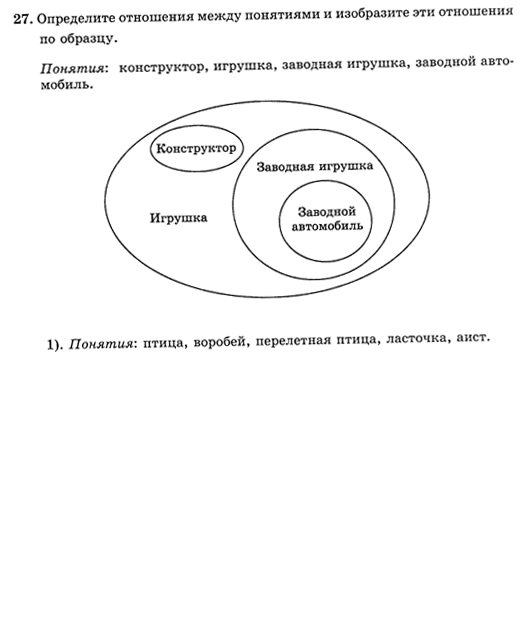 27. Определите отношения между понятиями и изобразите эти отношения
по образцу.
Понятия: конструктор, игрушка, заводная игрушка, заводной авто-
мобиль.
Конструктор
Заводная игрушка
Игрушка
Заводной
автомобиль
1). Понятия: птица, воробей, перелетная птица, ласточка, аист.